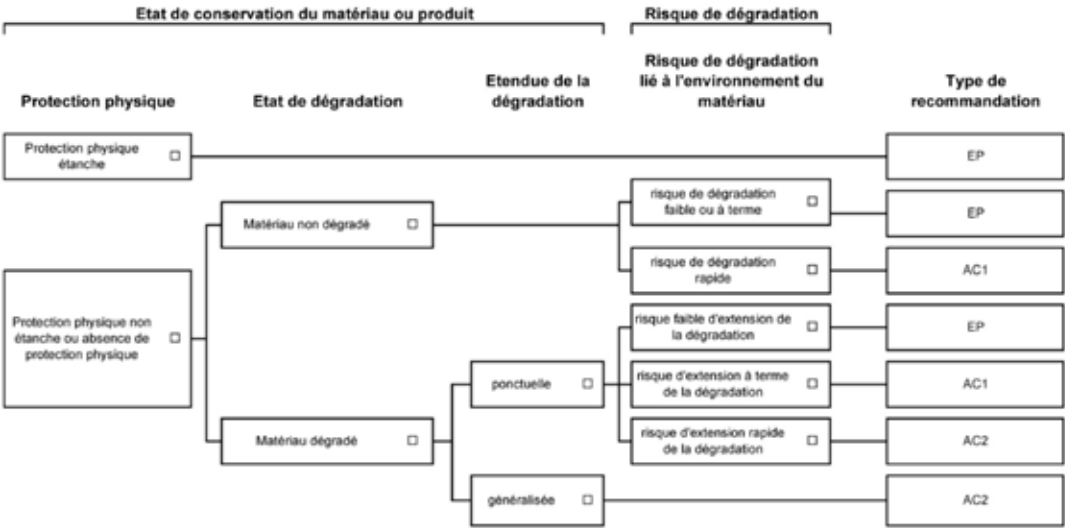 Etat de conservation du matériau ou produit
Risque de dégradation
Protection physique
Etat de dégradation
Etendue de la
dégradation
Risque de dégradation
lié à l'environnement du
matériau
Type de
recommandation
Protection physique
étanche
EP
Matériau non dégradé
risque de dégradation
faible ou à terme
EP
risque de dégradation
rapide
AC1
Protection physique non
étanche ou absence de
protection physique
risque faible d'extension de
la dégradation
EP
ponctuelle
risque d'extension à terme
de la dégradation
AC1
Matériau dégradé
risque d'extension rapide
de la dégradation
AC2
généralisée
AC2